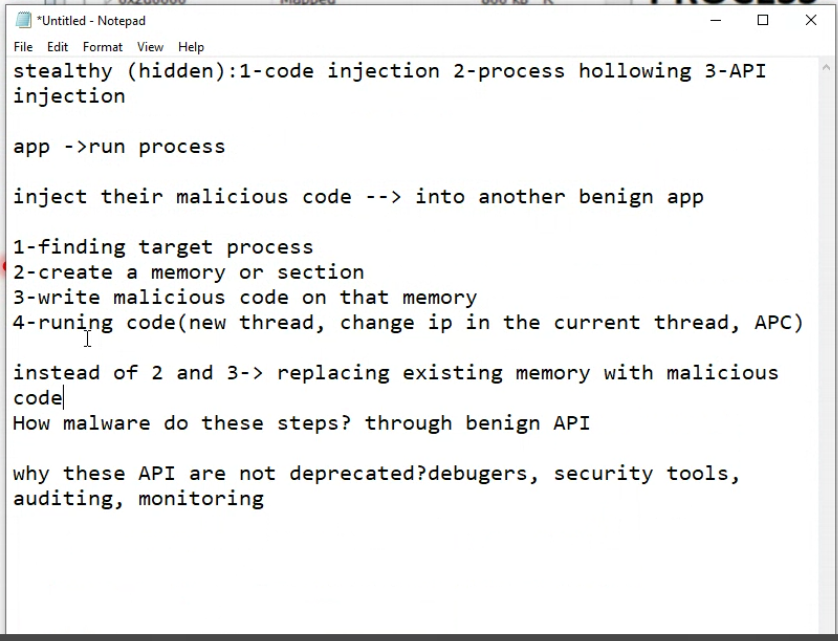 *Untitled - Notepad
File Edit Format View Help
stealthy (hidden):1-code injection 2-process hollowing 3-API
injection
app ->run process
inject their malicious code --> into another benign app
1-finding target process
2-create a memory or section
3-write malicious code on that memory
4-runing code(new thread, change ip in the current thread, APC)
instead of 2 and 3-> replacing existing memory with malicious
code
How malware do these steps? through benign API
why these API are not deprecated?debugers, security tools,
auditing, monitoring